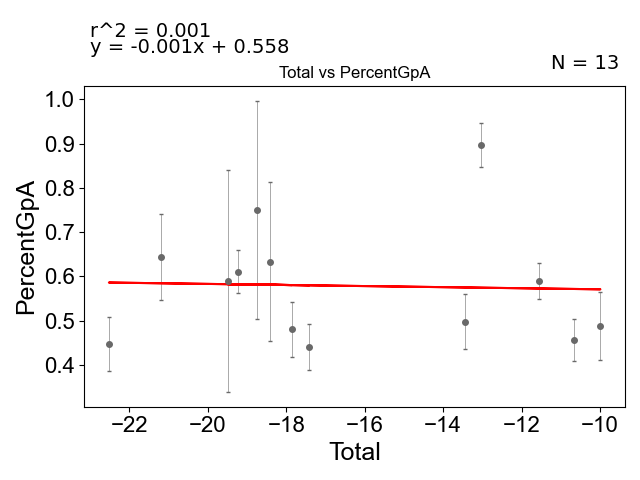 r^2 = 0.001
y = -0.001x + 0.558
N = 13
Total vs PercentGpA
1.0
0.9
0.8
0.7
0.6
0.5
0.4
PercentGpA
−22 −20 −18 −16 −14 −12 −10
Total